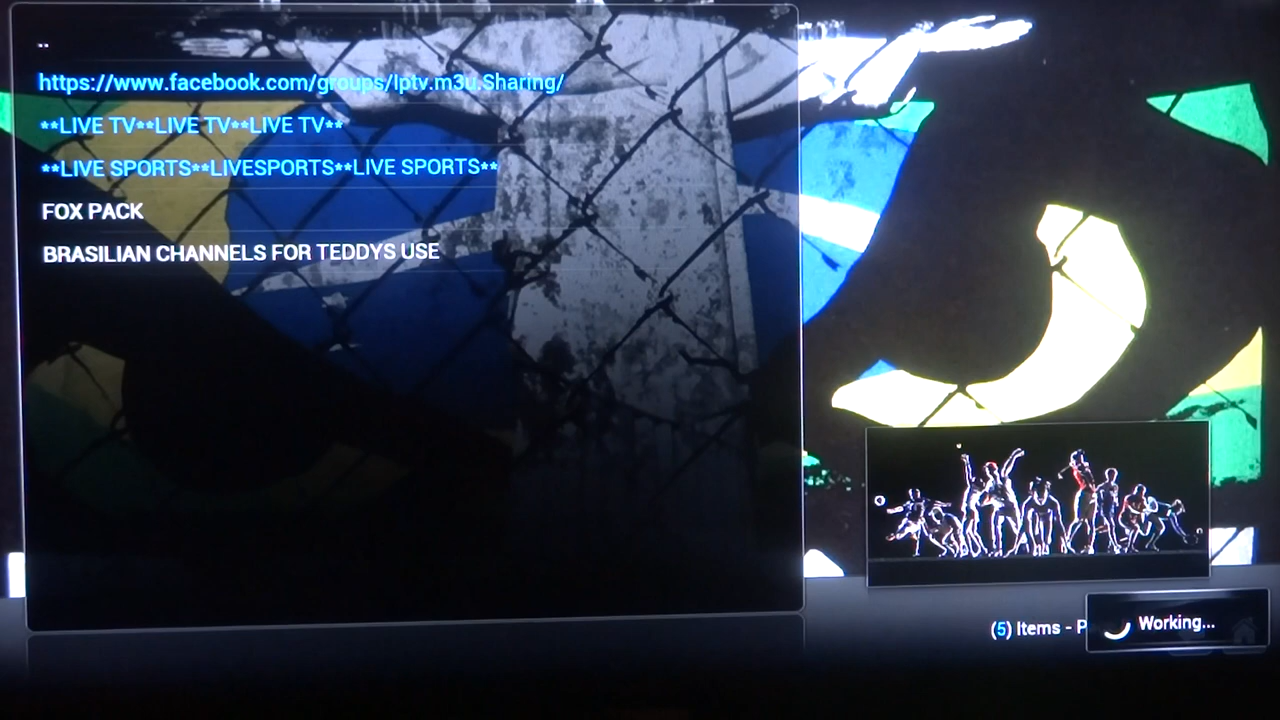 ..
https://www.facebook.com/groups/Iptv.m3u.Sharing/
**LIVE TV**LIVE TV**LIVE TV**
**LIVE SPORTS**LIVESPORTS**LIVE SPORTS**
FOX PACK
BRASILIAN CHANNELS FOR TEDDYS USE
(5) Items - P
Working...